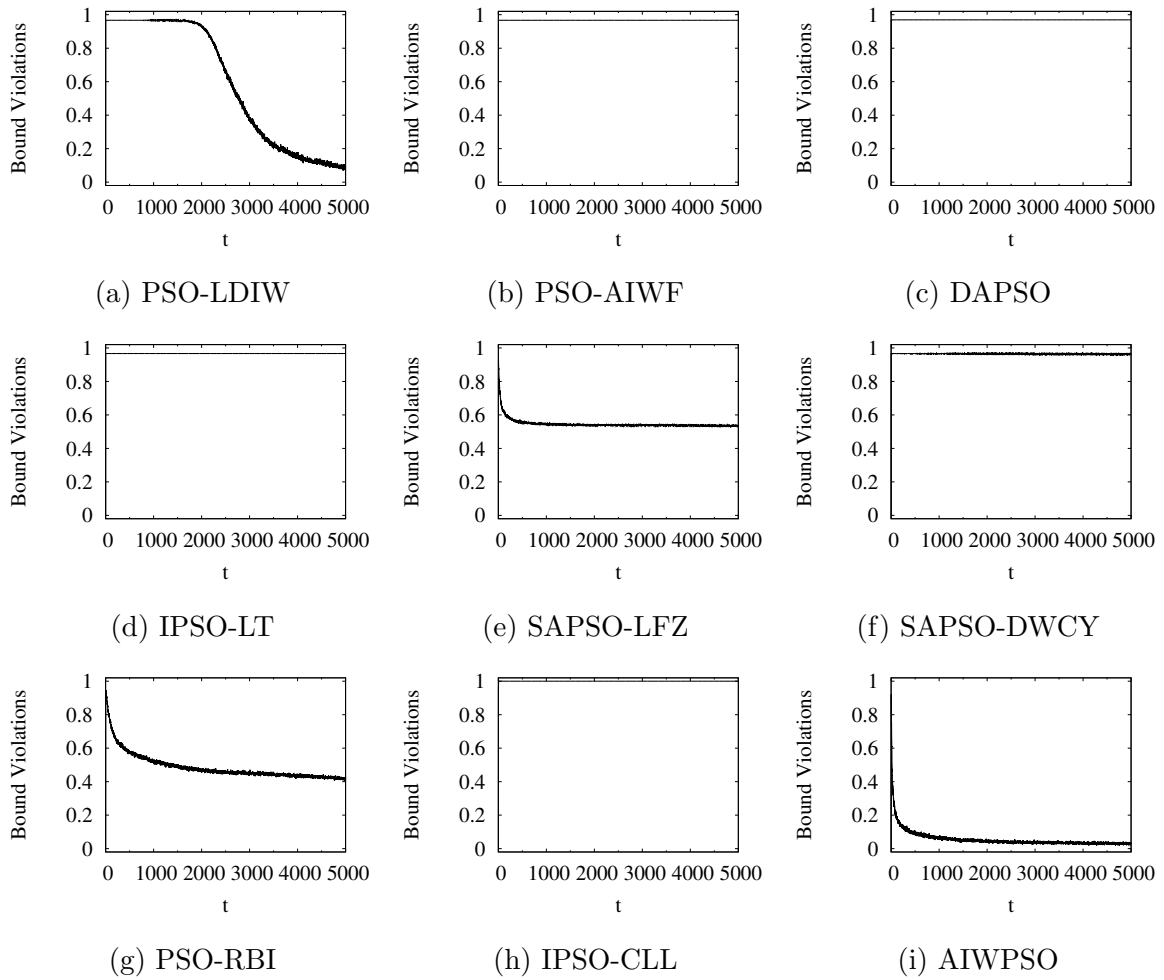 Bound Violations
1
0.8
0.6
0.4
0.2
0
0 1000 2000 3000 4000 5000
t
(a) PSO-LDIW
Bound Violations
1
0.8
0.6
0.4
0.2
0
0 1000 2000 3000 4000 5000
t
(b) PSO-AIWF
Bound Violations
1
0.8
0.6
0.4
0.2
0
0 1000 2000 3000 4000 5000
t
(c) DAPSO
Bound Violations
1
0.8
0.6
0.4
0.2
0
0 1000 2000 3000 4000 5000
t
(d) IPSO-LT
Bound Violations
1
0.8
0.6
0.4
0.2
0
0 1000 2000 3000 4000 5000
t
(e) SAPSO-LFZ
Bound Violations
1
0.8
0.6
0.4
0.2
0
0 1000 2000 3000 4000 5000
t
(f) SAPSO-DWCY
Bound Violations
1
0.8
0.6
0.4
0.2
0
0 1000 2000 3000 4000 5000
t
(g) PSO-RBI
Bound Violations
1
0.8
0.6
0.4
0.2
0
0 1000 2000 3000 4000 5000
t
(h) IPSO-CLL
Bound Violations
1
0.8
0.6
0.4
0.2
0
0 1000 2000 3000 4000 5000
t
(i) AIWPSO